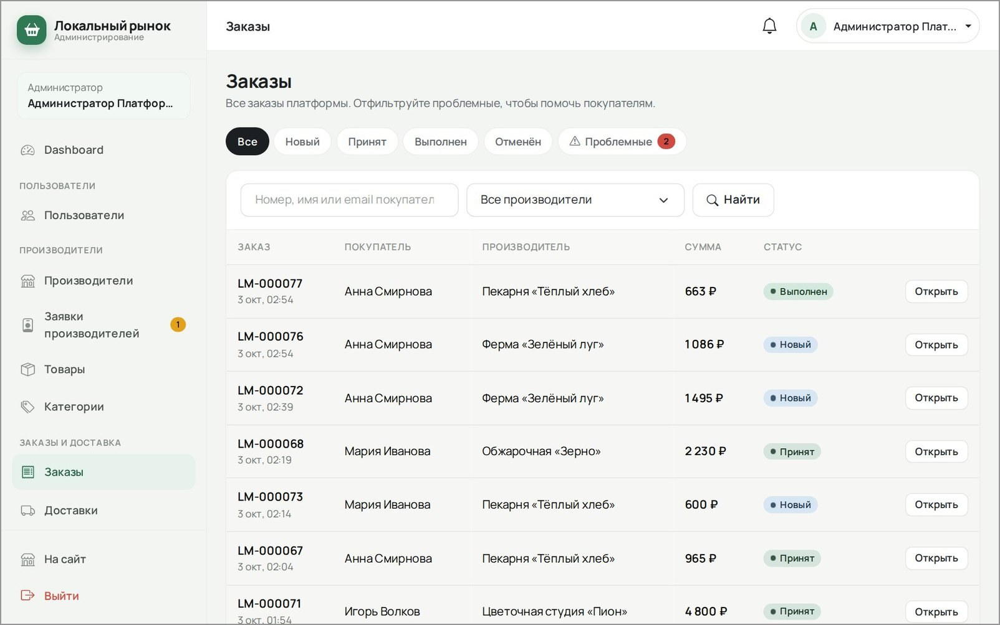 Локальный рынок
Администрирование
Администратор
Администратор Платфор...
Dashboard
ПОЛЬЗОВАТЕЛИ
Пользователи
ПРОИЗВОДИТЕЛИ
Производители
Заявки
производителей
1
Товары
Категории
ЗАКАЗЫ И ДОСТАВКА
Заказы
Доставки
На сайт
Выйти
Заказы
А
Администратор Плат...
Заказы
Все заказы платформы. Отфильтруйте проблемные, чтобы помочь покупателям.
Все Новый Принят Выполнен Отменён Проблемные 2
Номер, имя или email покупател Все производители Найти
ЗАКАЗ ПОКУПАТЕЛЬ ПРОИЗВОДИТЕЛЬ СУММА СТАТУС
LM-000077 Анна Смирнова Пекарня «Тёплый хлеб» 663 ₽ Выполнен Открыть
3 окт, 02:54
LM-000076 Анна Смирнова Ферма «Зелёный луг» 1 086 ₽ Новый Открыть
3 окт, 02:54
LM-000072 Анна Смирнова Ферма «Зелёный луг» 1 495 ₽ Новый Открыть
3 окт, 02:39
LM-000068 Мария Иванова Обжарочная «Зерно» 2 230 ₽ Принят Открыть
3 окт, 02:19
LM-000073 Мария Иванова Пекарня «Тёплый хлеб» 600 ₽ Новый Открыть
3 окт, 02:14
LM-000067 Анна Смирнова Пекарня «Тёплый хлеб» 965 ₽ Принят Открыть
3 окт, 02:04
LM-000071 Игорь Волков Цветочная студия «Пион» 4 800 ₽ Принят Открыть
3 окт, 01:54